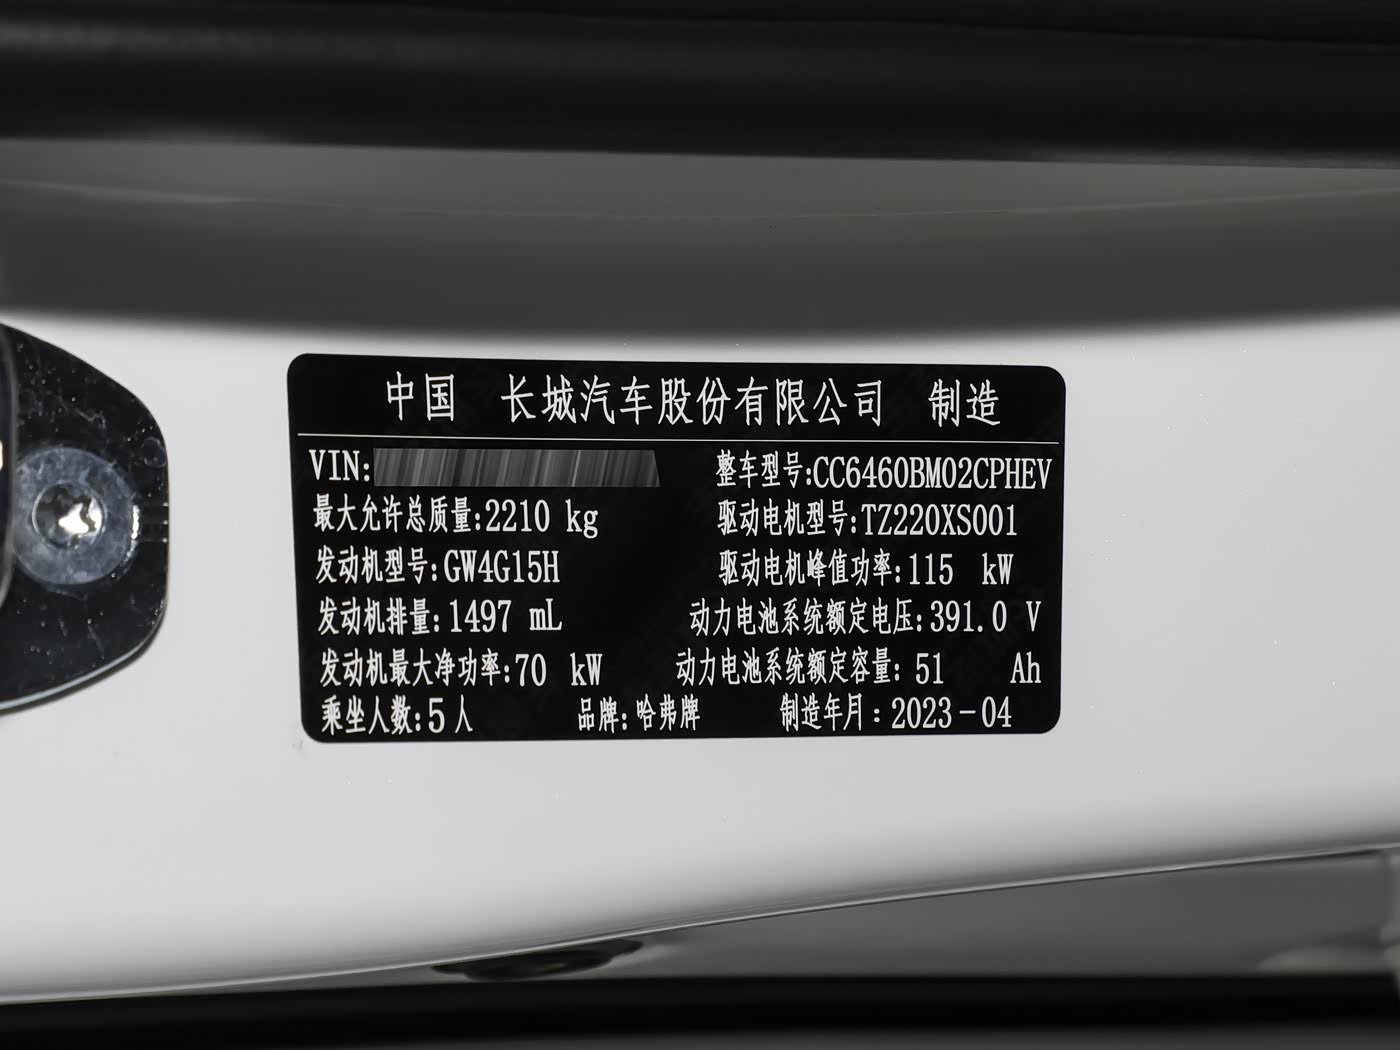 中国 长城汽车股份有限公司 制造
VIN: 整车型号:CC6460BM02CPHEV
最大允许总质量:2210 kg 驱动电机型号:TZ220XS001
发动机型号:GW4G15H 驱动电机峰值功率:115 kW
发动机排量:1497 mL 动力电池系统额定电压:391.0 V
发动机最大净功率:70 kW 动力电池系统额定容量:51 Ah
乘坐人数:5人 品牌:哈弗牌 制造年月:2023-04